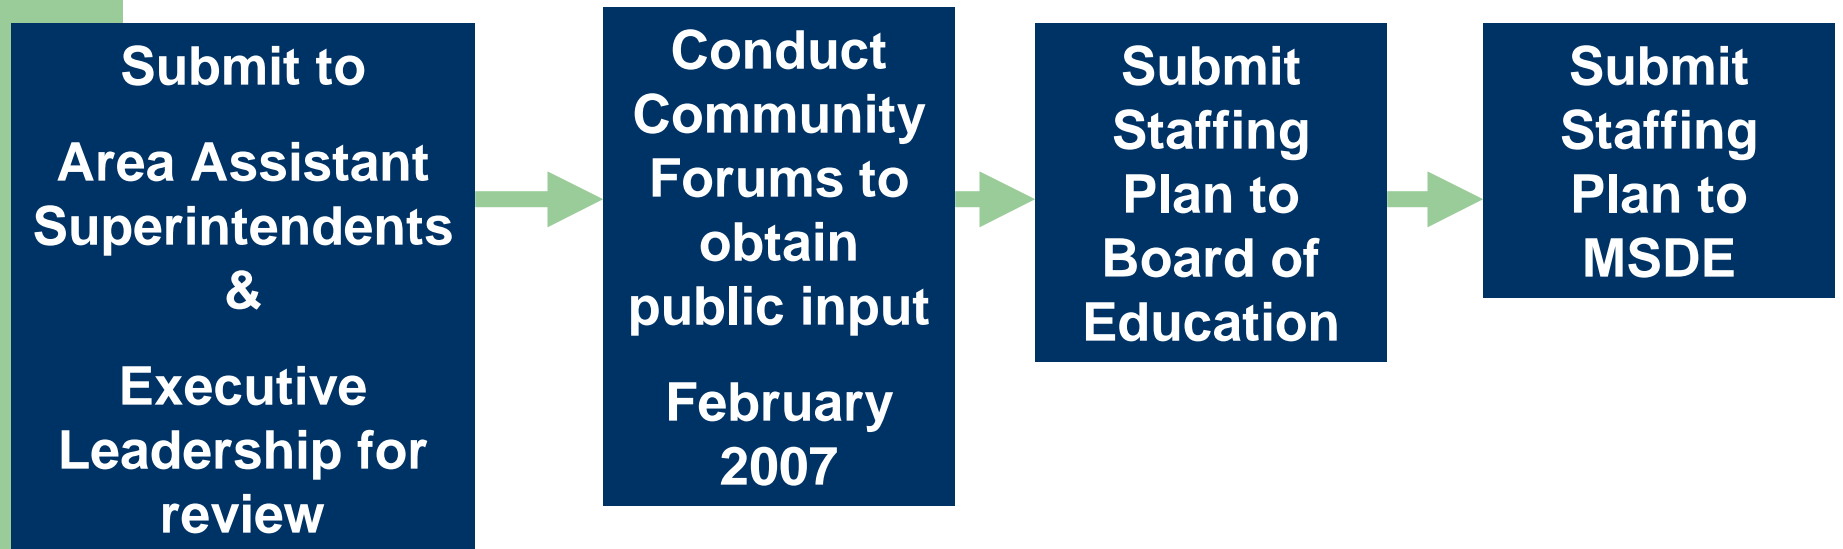 Submit to
Area Assistant
Superintendents
&
Executive
Leadership for
review
Conduct
Community
Forums to
obtain
public input
February
2007
Submit
Staffing
Plan to
Board of
Education
Submit
Staffing
Plan to
MSDE